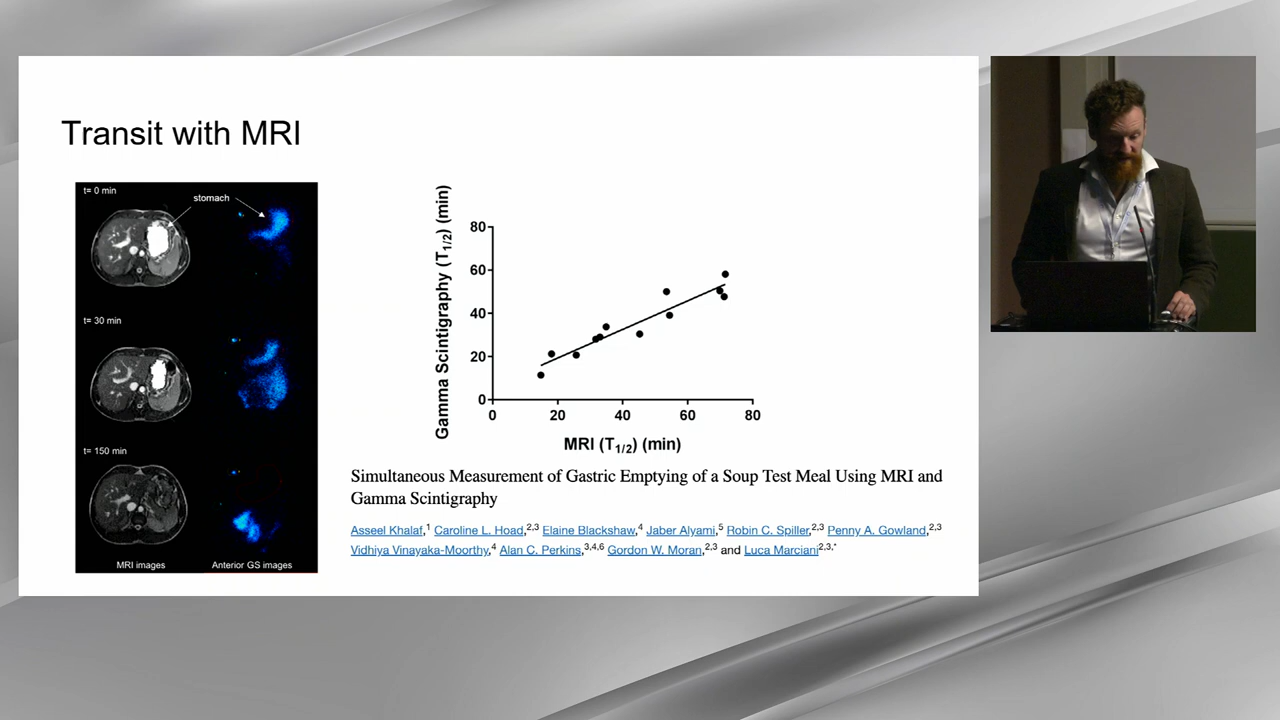 Transit with MRI
t= 0 min
stomach
t= 30 min
t= 150 min
MRI images
Anterior GS images
Gamma Scintigraphy (T1/2) (min)
80
60
40
20
0
0 20 40 60 80
MRI (T1/2) (min)
Simultaneous Measurement of Gastric Emptying of a Soup Test Meal Using MRI and
Gamma Scintigraphy
Asseel Khalaf,1 Caroline L. Hoad,2,3 Elaine Blackshaw,4 Jaber Alyami,5 Robin C. Spiller,2,3 Penny A. Gowland,2,3
Vidhiya Vinayaka-Moorthy,4 Alan C. Perkins,3,4,6 Gordon W. Moran,2,3 and Luca Marciani2,3,*